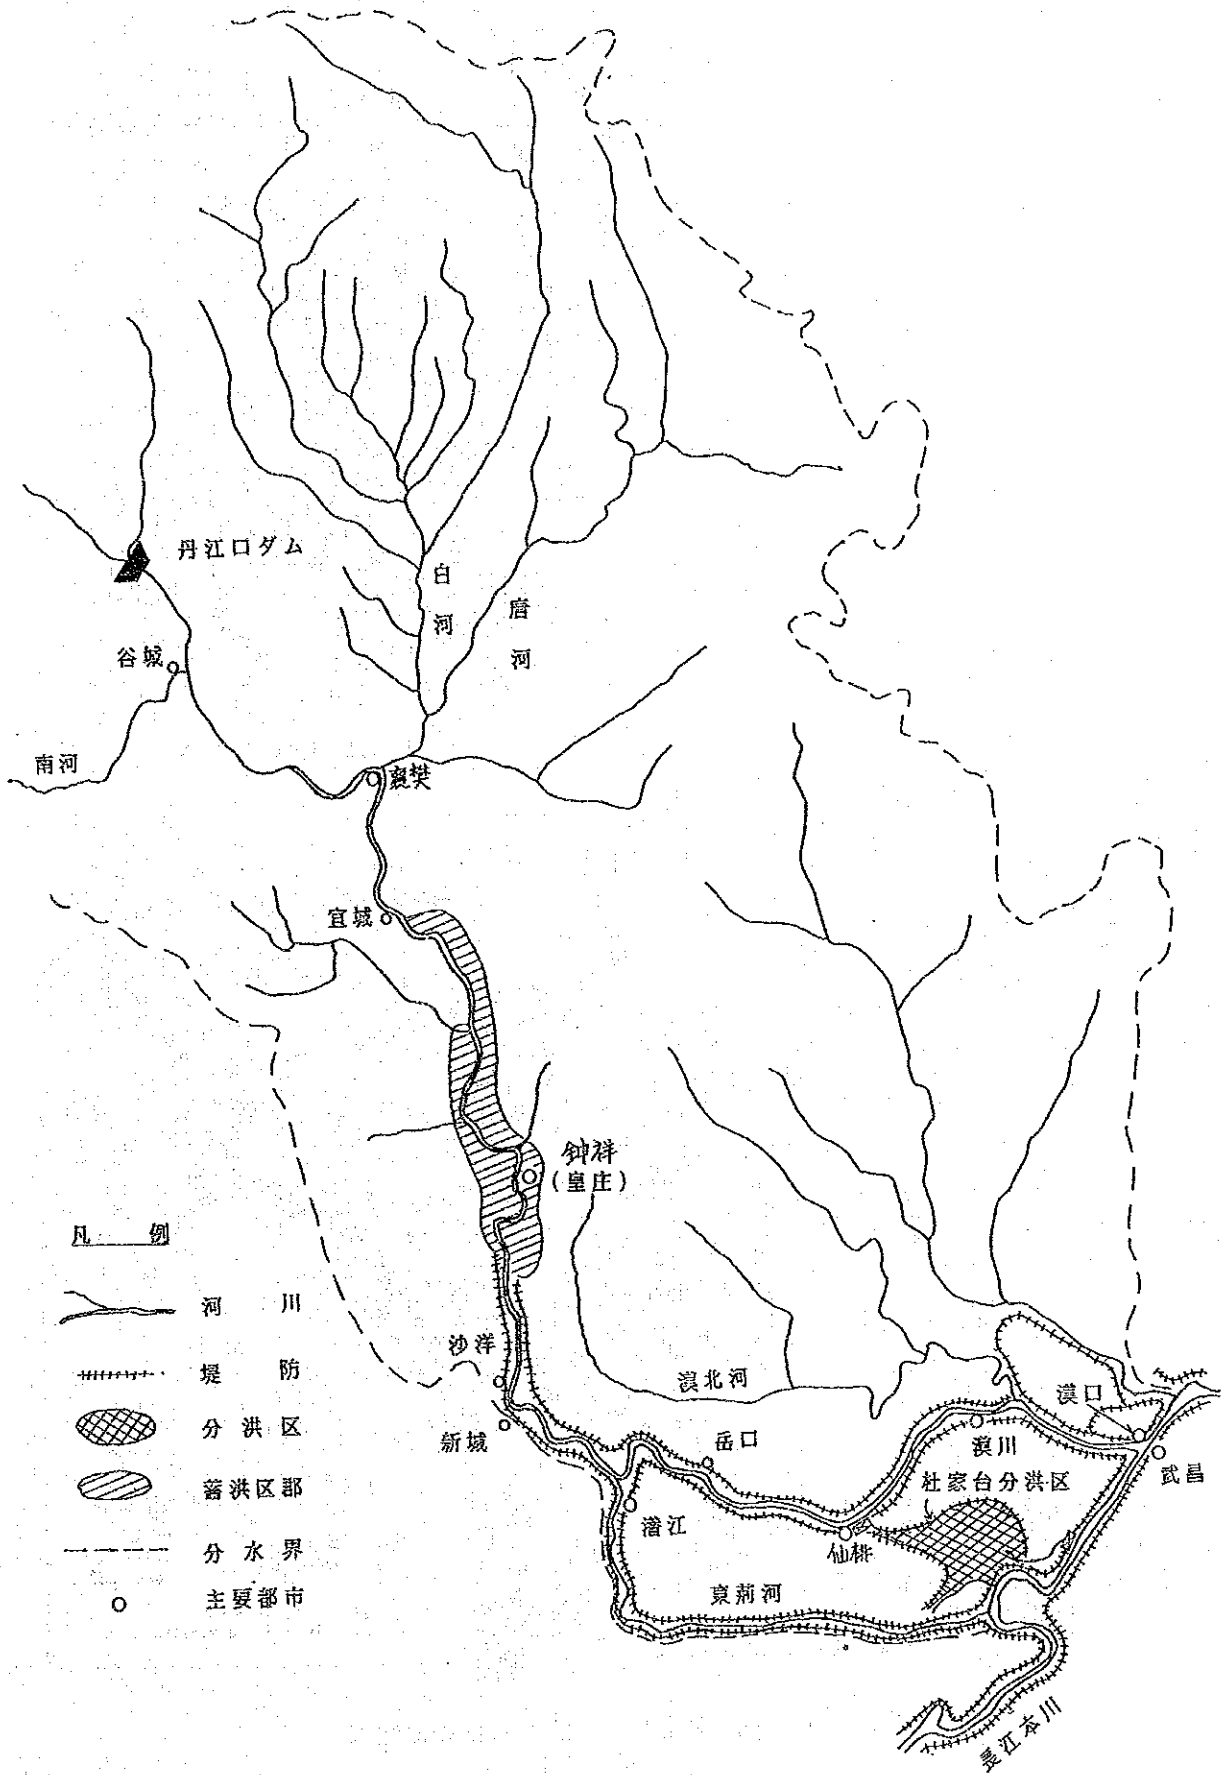 丹江口ダム
白河
唐河
谷城
南河
襄樊
宜城
钟祥
(皇庄)
凡例
河川
堤防
分洪区
蓄洪区部
分水界
主要都市
沙洋
新城
漢北河
岳口
漢口
漢川
武昌
杜家台分洪区
潜江
仙桃
東荊河
長江本川